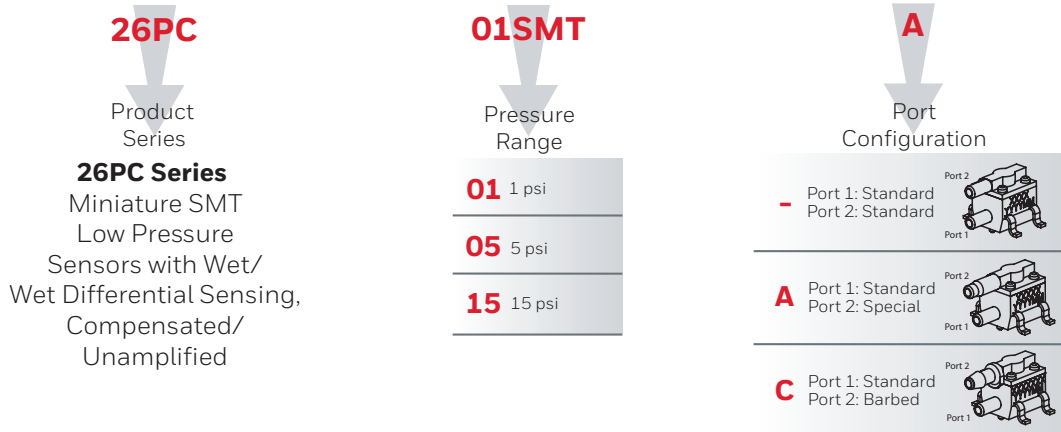 26PC
01SMT
A
Product
Series
26PC Series
Miniature SMT
Low Pressure
Sensors with Wet/
Wet Differential Sensing,
Compensated/
Unamplified
Pressure
Range
01 1 psi
05 5 psi
15 15 psi
Port
Configuration
- Port 1: Standard
Port 2: Standard
Port 2
Port 1
A Port 1: Standard
Port 2: Special
Port 2
Port 1
C Port 1: Standard
Port 2: Barbed
Port 2
Port 1